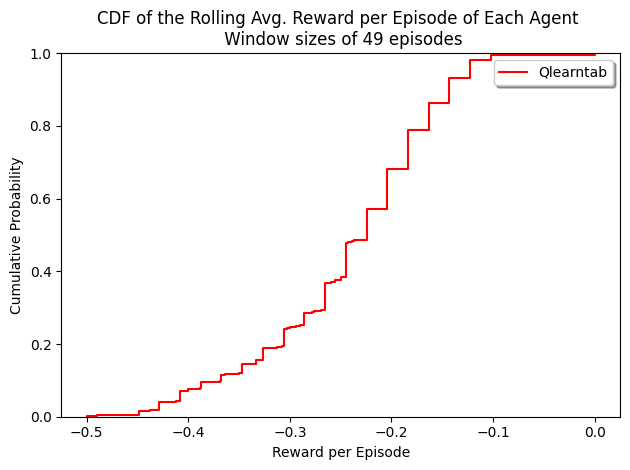 CDF of the Rolling Avg. Reward per Episode of Each Agent
Window sizes of 49 episodes
Qlearntab
Cumulative Probability
1.0
0.8
0.6
0.4
0.2
0.0
−0.5 −0.4 −0.3 −0.2 −0.1 0.0
Reward per Episode